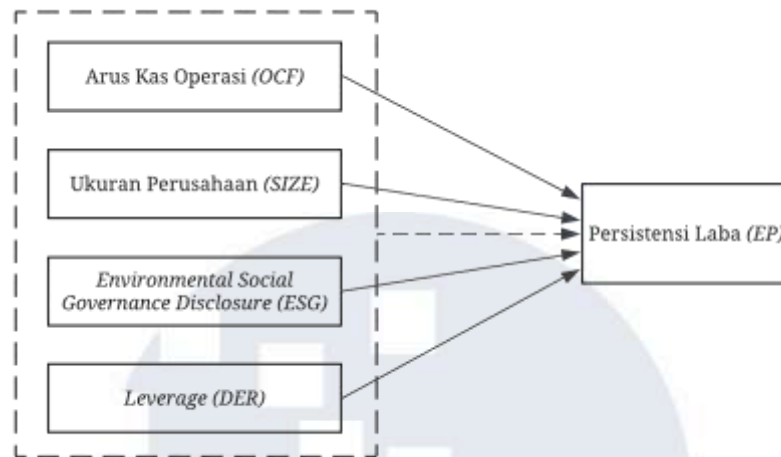 Arus Kas Operasi (OCF)
Ukuran Perusahaan (SIZE)
Environmental Social
Governance Disclosure (ESG)
Leverage (DER)
Persistensi Laba (EP)